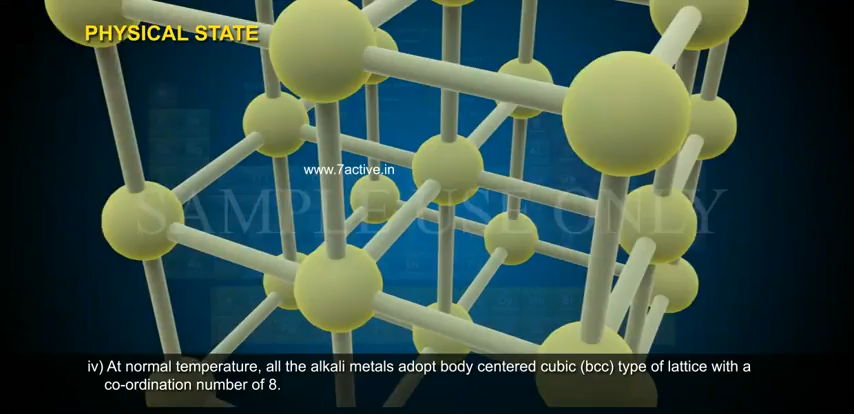 PHYSICAL STATE
www.7active.in
SAMPLE USE ONLY
iv) At normal temperature, all the alkali metals adopt body centered cubic (bcc) type of lattice with a
co-ordination number of 8.